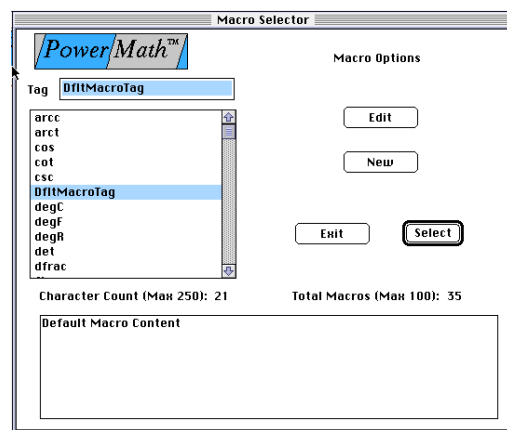 Macro Selector
PowerMath™
Macro Options
Tag DfltMacroTag
arcc
arct
cos
cot
csc
DfltMacroTag
degC
degF
degR
det
dfrac
Edit
New
Exit
Select
Character Count (Max 250): 21
Total Macros (Max 100): 35
Default Macro Content